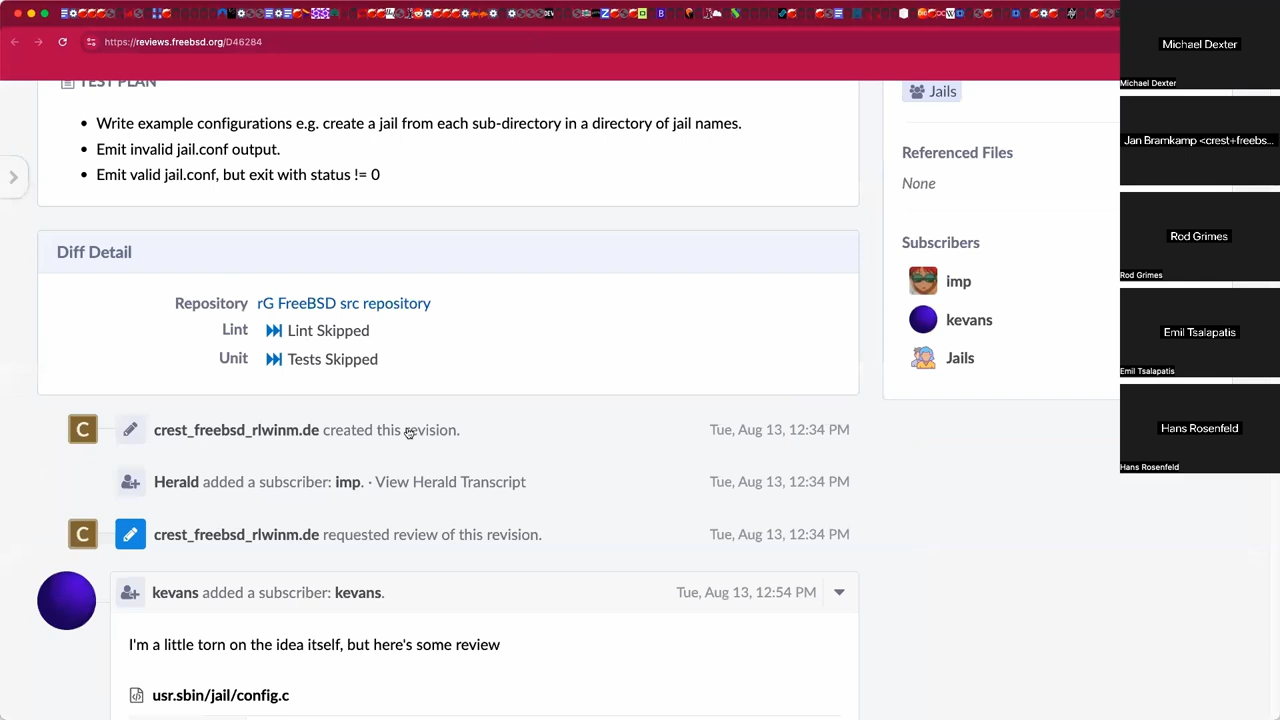 https://reviews.freebsd.org/D46284
TEST PLAN
Write example configurations e.g. create a jail from each sub-directory in a directory of jail names.
Emit invalid jail.conf output.
Emit valid jail.conf, but exit with status != 0
Diff Detail
Repository rG FreeBSD src repository
Lint Lint Skipped
Unit Tests Skipped
C crest_freebsd_rlwinm.de created this revision. Tue, Aug 13, 12:34 PM
Herald added a subscriber: imp. · View Herald Transcript Tue, Aug 13, 12:34 PM
C crest_freebsd_rlwinm.de requested review of this revision. Tue, Aug 13, 12:34 PM
kevans added a subscriber: kevans. Tue, Aug 13, 12:54 PM
I'm a little torn on the idea itself, but here's some review
usr.sbin/jail/config.c
Jails
Referenced Files
None
Subscribers
imp
kevans
Jails
Michael Dexter
Michael Dexter
Jan Bramkamp <crest+freebs...
Rod Grimes
Rod Grimes
Emil Tsalapatis
Emil Tsalapatis
Hans Rosenfeld
Hans Rosenfeld